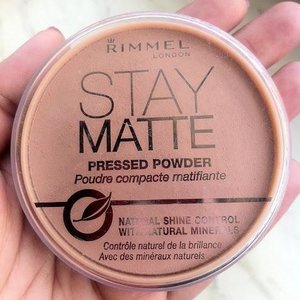 RIMMEL
LONDON
STAY
MATTE
PRESSED POWDER
Poudre compacte matifiante
NATURAL SHINE CONTROL
WITH NATURAL MINERALS
Contrôle naturel de la brillance
Avec des minéraux naturels